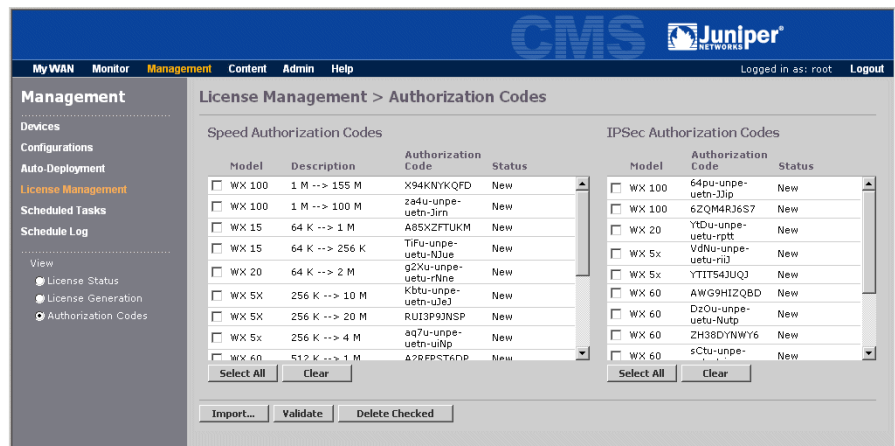 CMS
Juniper
NETWORKS
My WAN Monitor Management Content Admin Help
Logged in as: root Logout
Management
Devices
Configurations
Auto-Deployment
License Management
Scheduled Tasks
Schedule Log
View
License Status
License Generation
Authorization Codes
License Management > Authorization Codes
Speed Authorization Codes
Model Description Authorization Code Status
WX 100 1 M --> 155 M X94KNYKQFD New
WX 100 1 M --> 100 M za4u-unpe-uetn-Jirn New
WX 15 64 K --> 1 M A85XZFTUKM New
WX 15 64 K --> 256 K TiFu-unpe-uetu-NJue New
WX 20 64 K --> 2 M g2Xu-unpe-uetu-rNne New
WX 5X 256 K --> 10 M Kbtu-unpe-uetn-uJeJ New
WX 5X 256 K --> 20 M RUI3P9JNSP New
WX 5x 256 K --> 4 M aq7u-unpe-uetn-uiNp New
WX 60 512 K --> 1 M A2RFPST6DP New
Select All Clear
IPSec Authorization Codes
Model Authorization Code Status
WX 100 64pu-unpe-uetn-JJip New
WX 100 6ZQM4RJ6S7 New
WX 20 YtDu-unpe-uetu-rptt New
WX 5x VdNu-unpe-uetu-riiJ New
WX 5x YTIT54JUQJ New
WX 60 AWG9HIZQBD New
WX 60 DzOu-unpe-uetu-Nutp New
WX 60 ZH38DYNWY6 New
WX 60 sCtu-unpe- New
Select All Clear
Import... Validate Delete Checked